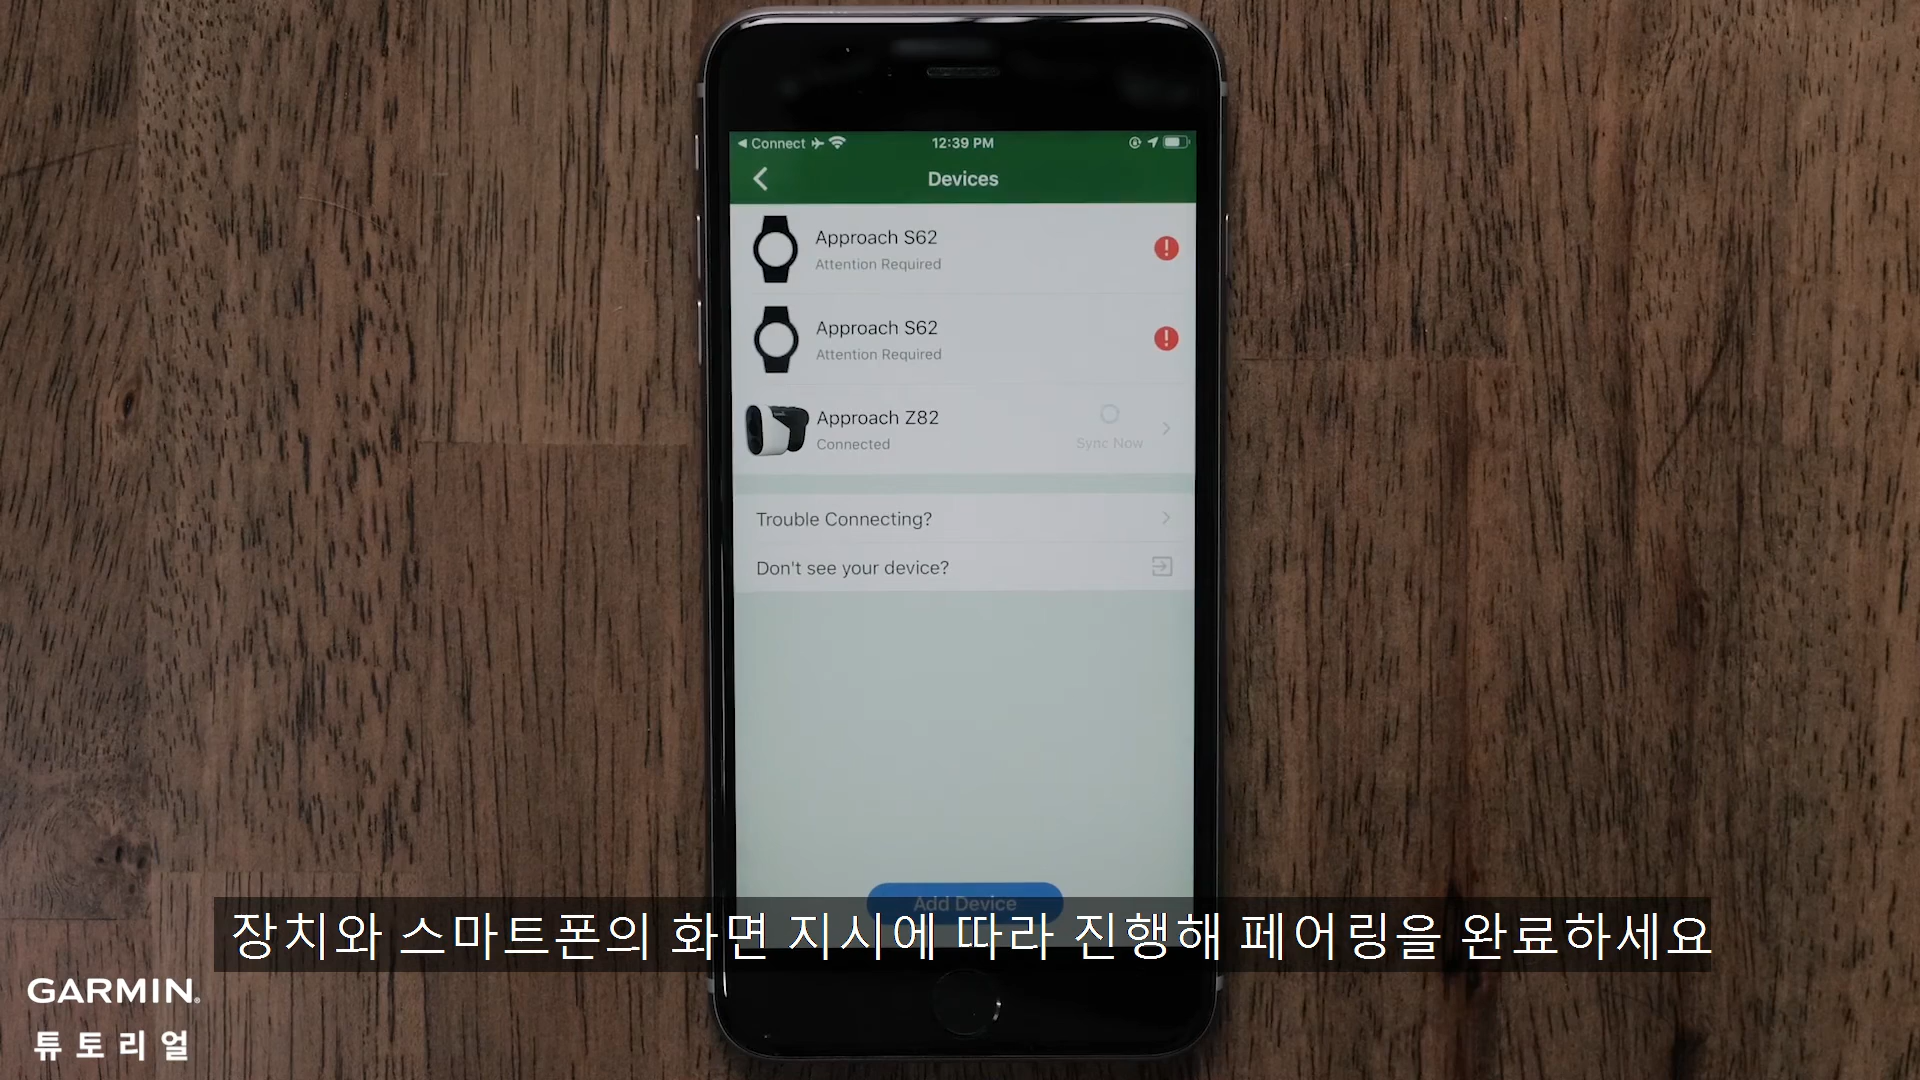 Connect
12:39 PM
Devices
Approach S62
Attention Required
Approach S62
Attention Required
Approach Z82
Connected
Sync Now
Trouble Connecting?
Don't see your device?
Add Device
장치와 스마트폰의 화면 지시에 따라 진행해 페어링을 완료하세요
GARMIN
튜토리얼